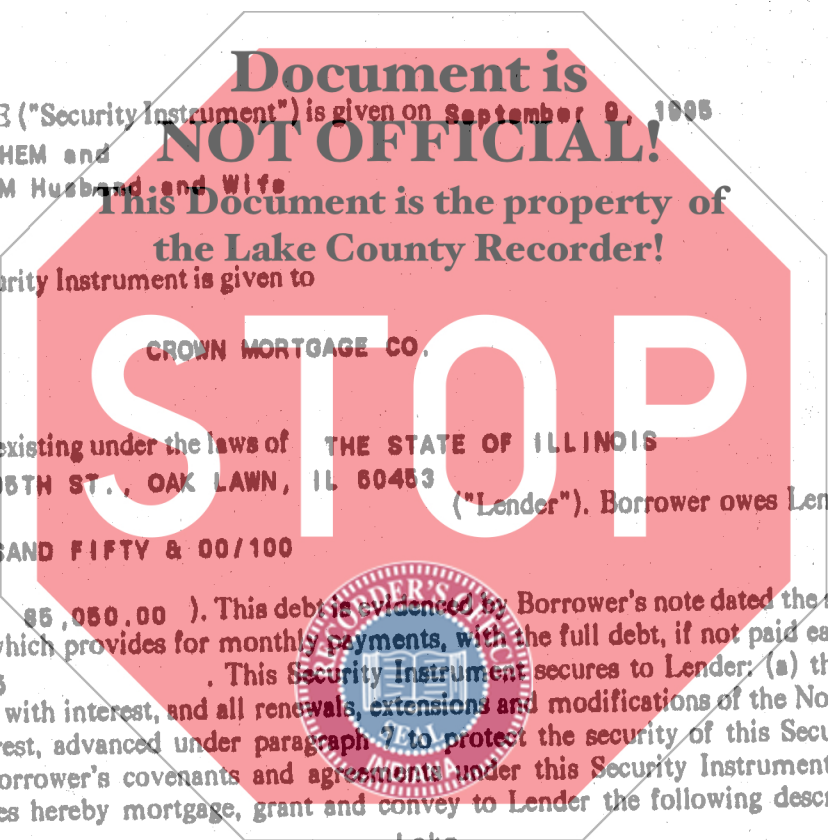 Document is
("Security Instrument") is given on September 9, 1995
NOT OFFICIAL!
HEM and
M Husband and Wife
This Document is the property of
the Lake County Recorder!
urity Instrument is given to
STOP
CROWN MORTGAGE CO.
existing under the laws of THE STATE OF ILLINOIS
5TH ST., OAK LAWN, IL 60453
("Lender"). Borrower owes Len
SAND FIFTY & 00/100
85,050.00 ). This debt is evidenced by Borrower's note dated the
which provides for monthly payments, with the full debt, if not paid ea
5 . This Security Instrument secures to Lender: (a) th
with interest, and all renewals, extensions and modifications of the No
rest, advanced under paragraph 7 to protect the security of this Secu
orrower's covenants and agreements under this Security Instrument
es hereby mortgage, grant and convey to Lender the following descr
Lake
RECORDER'S
SEAL
INDIANA